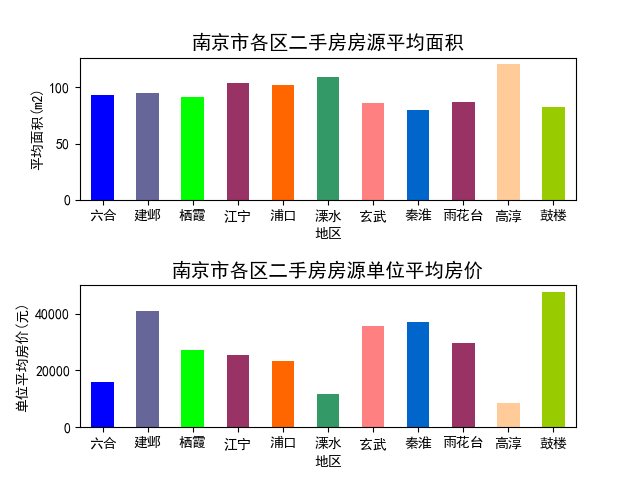 南京市各区二手房房源平均面积
平均面积(m2)
100
50
0
六合 建邺 栖霞 江宁 浦口 溧水 玄武 秦淮 雨花台 高淳 鼓楼
地区
南京市各区二手房房源单位平均房价
单位平均房价(元)
40000
20000
0
六合 建邺 栖霞 江宁 浦口 溧水 玄武 秦淮 雨花台 高淳 鼓楼
地区